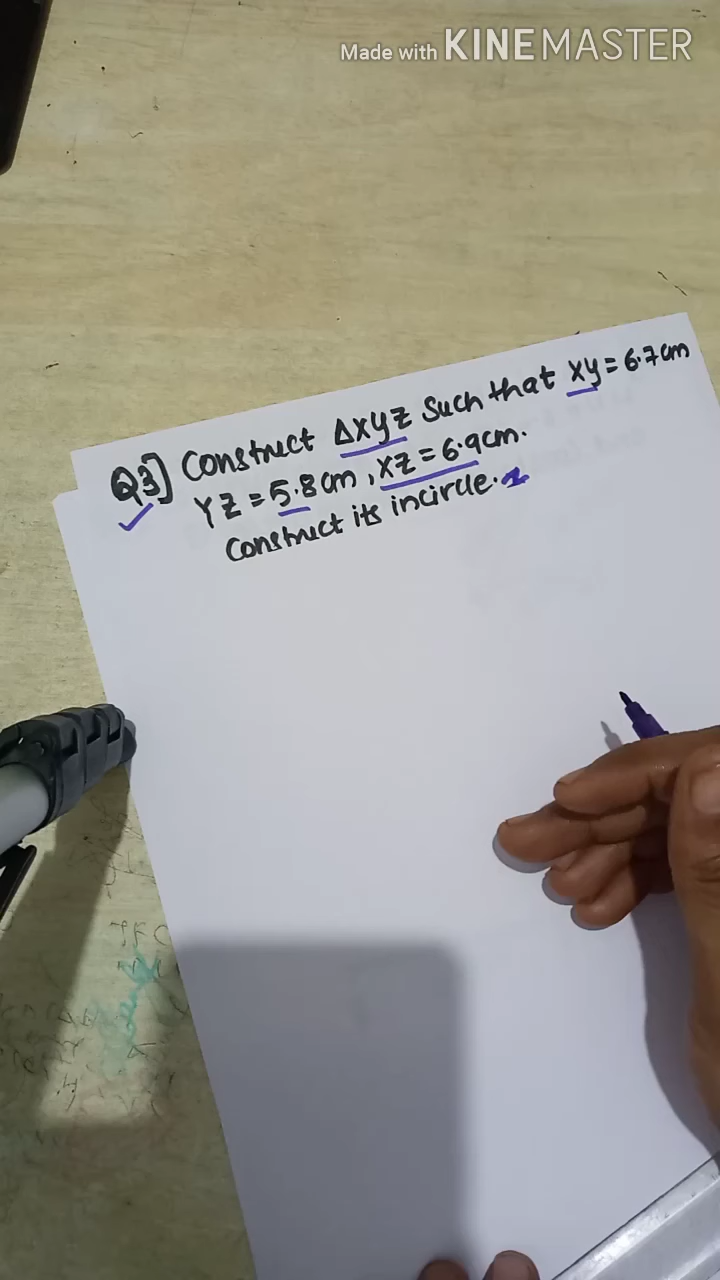 Made with KINEMASTER
Q3] Construct ΔXYZ such that XY = 6.7cm
YZ = 5.8cm, XZ = 6.9cm.
Construct its incirlle.